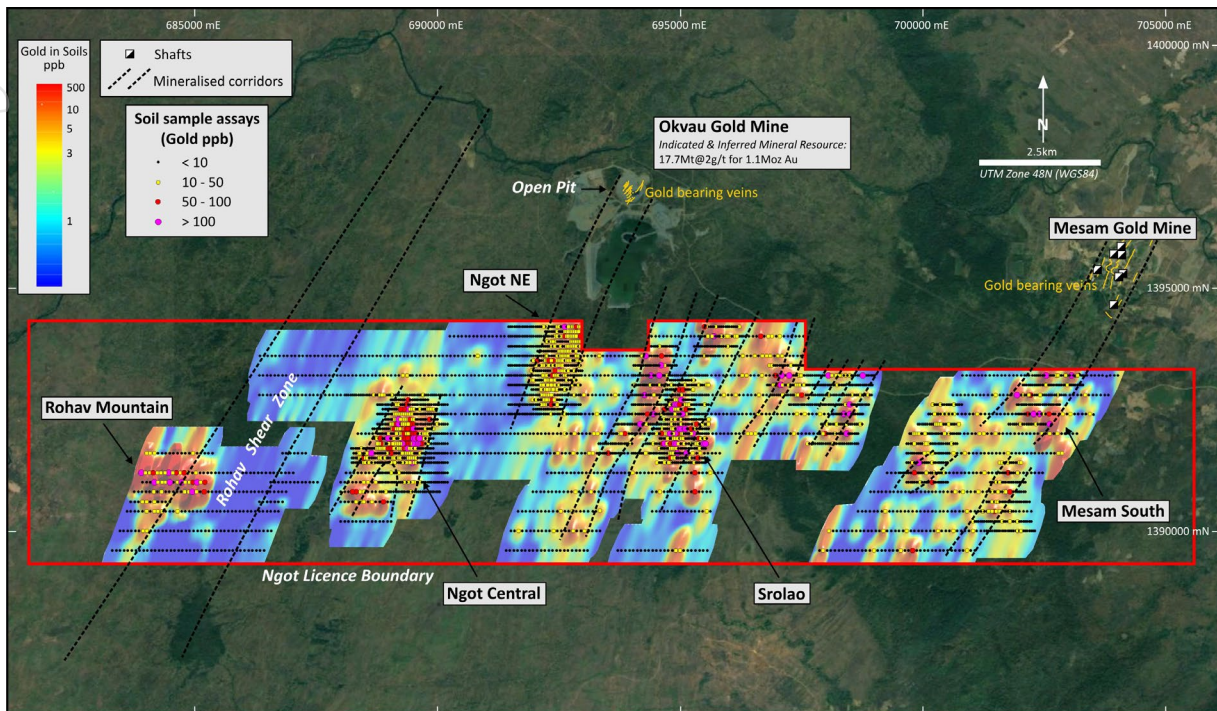 685000 mE
690000 mE
695000 mE
700000 mE
705000 mE
1400000 mN
Gold in Soils
ppb
500
10
5
3
1
Shafts
Mineralised corridors
Soil sample assays
(Gold ppb)
< 10
10 - 50
50 - 100
> 100
Okvau Gold Mine
Indicated & Inferred Mineral Resource:
17.7Mt@2g/t for 1.1Moz Au
N
2.5km
UTM Zone 48N (WGS84)
Open Pit
Gold bearing veins
Mesam Gold Mine
Gold bearing veins
Ngot NE
1395000 mN
Rohav Mountain
Rohav Shear Zone
Mesam South
1390000 mN
Ngot Licence Boundary
Ngot Central
Srolao